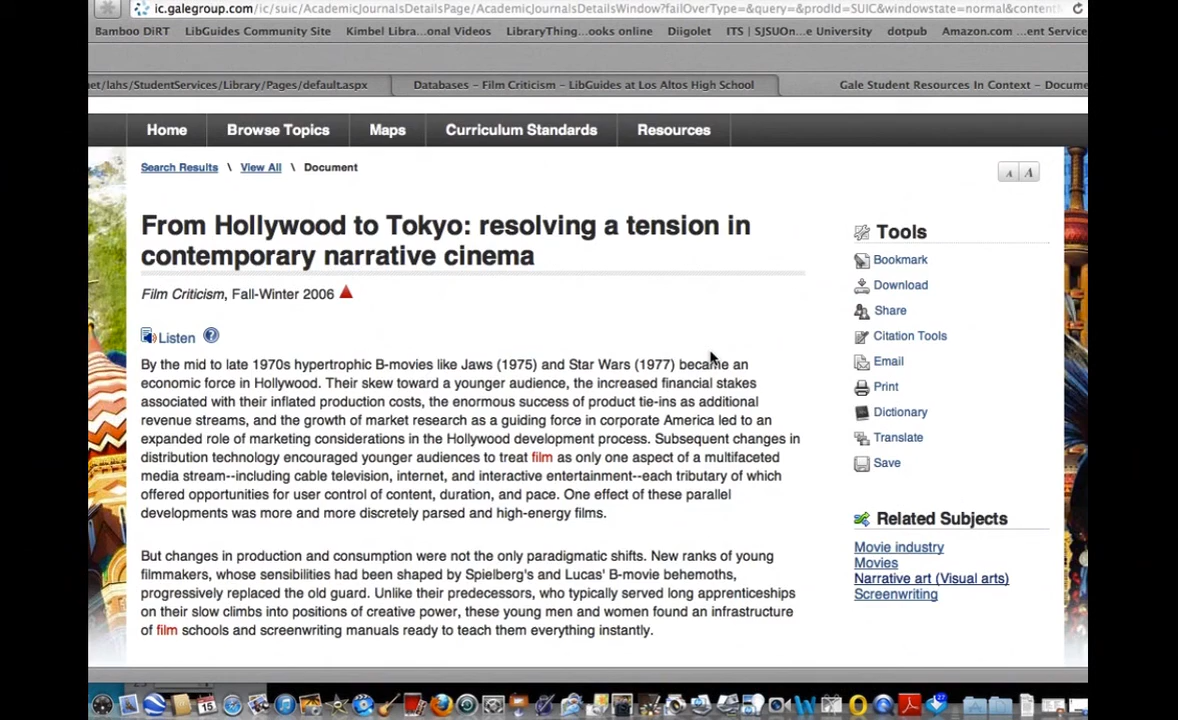 ic.galegroup.com/ic/suic/AcademicJournalsDetailsPage/AcademicJournalsDetailsWindow?failOverType=&query=&prodId=SUIC&windowstate=normal&content
Bamboo DiRT LibGuides Community Site Kimbel Libra...onal Videos LibraryThing...ooks online Diigolet ITS | SJSUOn...e University dotpub Amazon.com ...ent Service
et/lahs/StudentServices/Library/Pages/default.aspx Databases - Film Criticism - LibGuides at Los Altos High School Gale Student Resources In Context - Docume
Home Browse Topics Maps Curriculum Standards Resources
Search Results \ View All \ Document
A A
From Hollywood to Tokyo: resolving a tension in
contemporary narrative cinema
Film Criticism, Fall-Winter 2006
Listen ?
By the mid to late 1970s hypertrophic B-movies like Jaws (1975) and Star Wars (1977) became an
economic force in Hollywood. Their skew toward a younger audience, the increased financial stakes
associated with their inflated production costs, the enormous success of product tie-ins as additional
revenue streams, and the growth of market research as a guiding force in corporate America led to an
expanded role of marketing considerations in the Hollywood development process. Subsequent changes in
distribution technology encouraged younger audiences to treat film as only one aspect of a multifaceted
media stream--including cable television, internet, and interactive entertainment--each tributary of which
offered opportunities for user control of content, duration, and pace. One effect of these parallel
developments was more and more discretely parsed and high-energy films.
But changes in production and consumption were not the only paradigmatic shifts. New ranks of young
filmmakers, whose sensibilities had been shaped by Spielberg's and Lucas' B-movie behemoths,
progressively replaced the old guard. Unlike their predecessors, who typically served long apprenticeships
on their slow climbs into positions of creative power, these young men and women found an infrastructure
of film schools and screenwriting manuals ready to teach them everything instantly.
Tools
Bookmark
Download
Share
Citation Tools
Email
Print
Dictionary
Translate
Save
Related Subjects
Movie industry
Movies
Narrative art (Visual arts)
Screenwriting
15
27